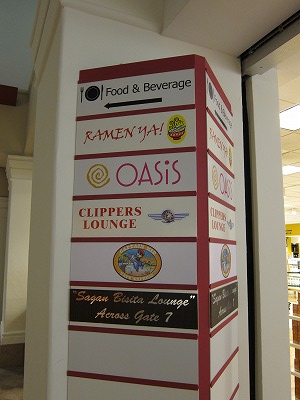 Food & Beverage
RAMEN YA!
OASIS
CLIPPERS
LOUNGE
"Sagan Bisita Lounge"
Across Gate 7